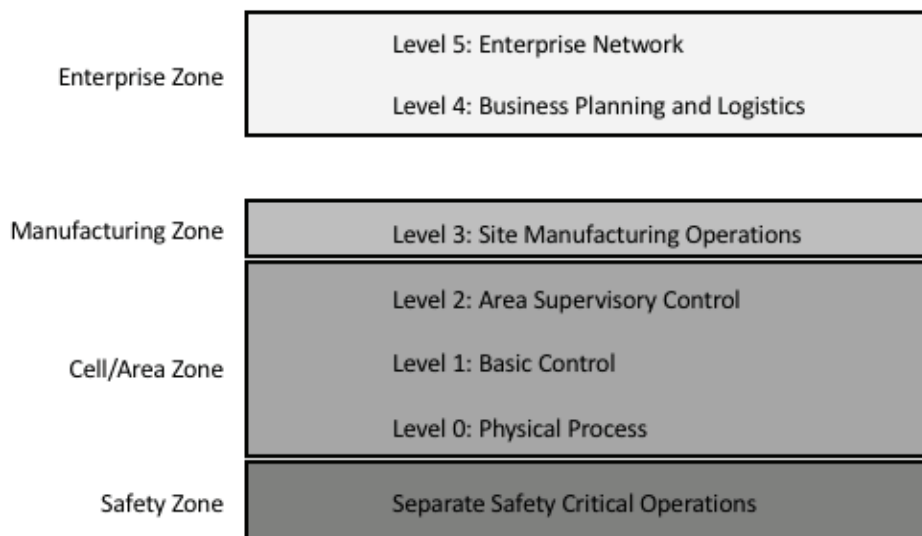 Enterprise Zone
Level 5: Enterprise Network
Level 4: Business Planning and Logistics
Manufacturing Zone
Level 3: Site Manufacturing Operations
Cell/Area Zone
Level 2: Area Supervisory Control
Level 1: Basic Control
Level 0: Physical Process
Safety Zone
Separate Safety Critical Operations